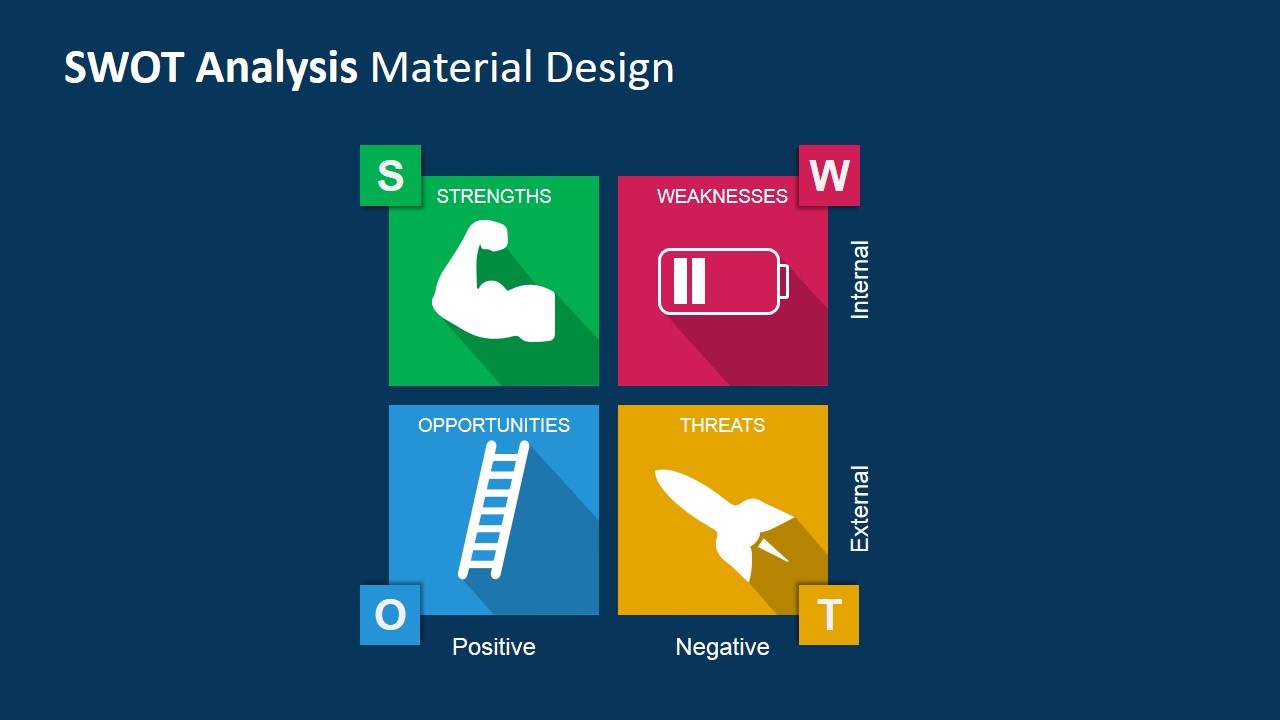 SWOT Analysis Material Design
S
STRENGTHS
W
WEAKNESSES
Internal
OPPORTUNITIES
O
THREATS
T
External
Positive
Negative